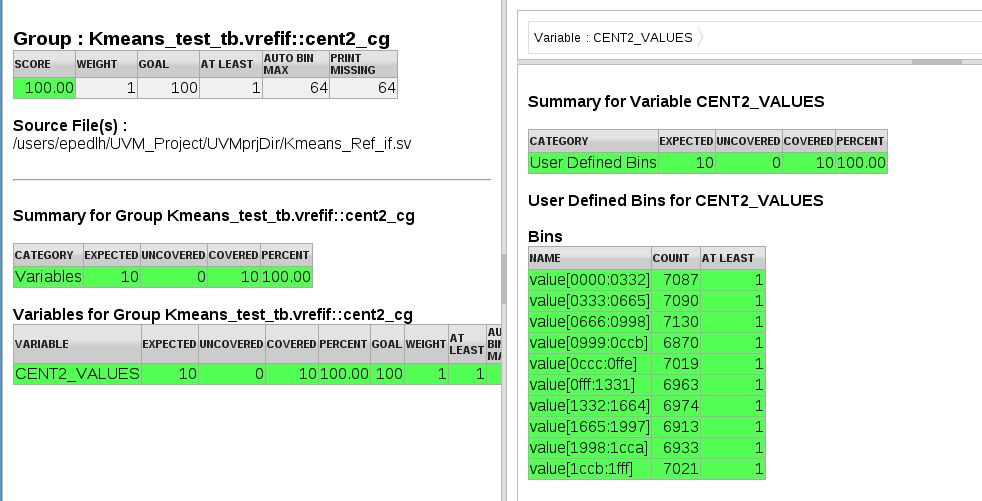 Group : Kmeans_test_tb.vrefif::cent2_cg
SCORE WEIGHT GOAL AT LEAST AUTO BIN MAX PRINT MISSING
100.00 1 100 1 64 64
Source File(s) :
/users/epedlh/UVM_Project/UVMprjDir/Kmeans_Ref_if.sv
Summary for Group Kmeans_test_tb.vrefif::cent2_cg
CATEGORY EXPECTED UNCOVERED COVERED PERCENT
Variables 10 0 10 100.00
Variables for Group Kmeans_test_tb.vrefif::cent2_cg
VARIABLE EXPECTED UNCOVERED COVERED PERCENT GOAL WEIGHT AT LEAST
CENT2_VALUES 10 0 10 100.00 100 1 1
Variable : CENT2_VALUES
Summary for Variable CENT2_VALUES
CATEGORY EXPECTED UNCOVERED COVERED PERCENT
User Defined Bins 10 0 10 100.00
User Defined Bins for CENT2_VALUES
Bins
NAME COUNT AT LEAST
value[0000:0332] 7087 1
value[0333:0665] 7090 1
value[0666:0998] 7130 1
value[0999:0ccb] 6870 1
value[0ccc:0ffe] 7019 1
value[0fff:1331] 6963 1
value[1332:1664] 6974 1
value[1665:1997] 6913 1
value[1998:1cca] 6933 1
value[1ccb:1fff] 7021 1